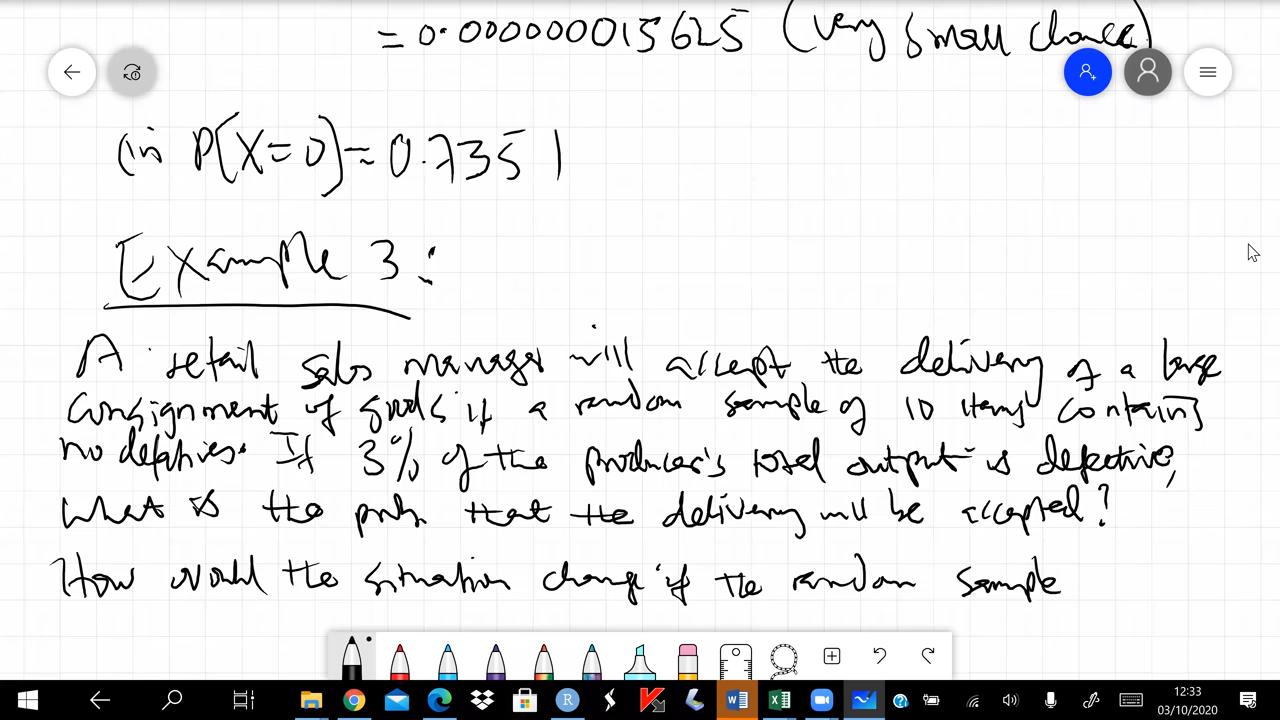 = 0.000000015625 (very small chance)
(iii) P[X=0] = 0.7351
Example 3:
A retail sales manager will accept the delivery of a large
consignment of goods if a random sample of 10 items contains
no defectives. If 3% of the producer's total output is defective,
what is the prob that the delivery will be accepted?
How would the situation change if the random sample
12:33
03/10/2020